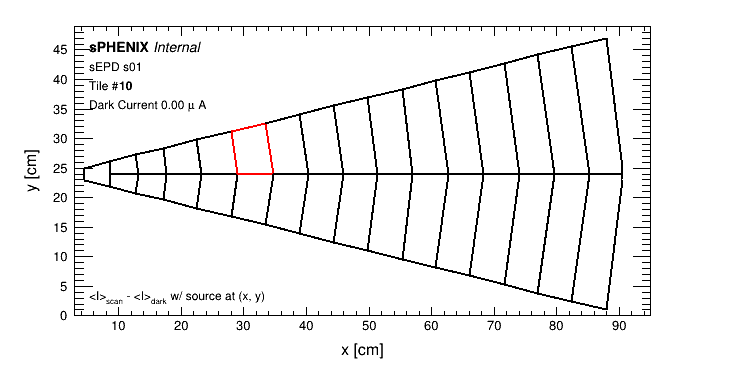 sPHENIX Internal
sEPD s01
Tile #10
Dark Current 0.00 μ A
<I>scan - <I>dark w/ source at (x, y)
y [cm]
45
40
35
30
25
20
15
10
5
0
10 20 30 40 50 60 70 80 90
x [cm]